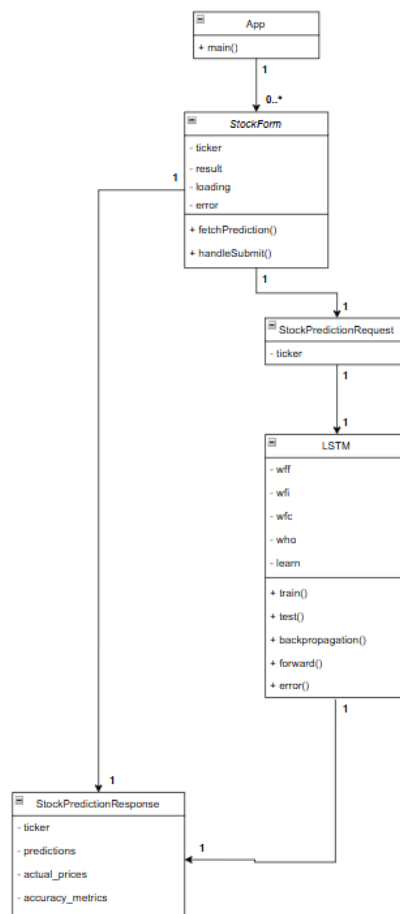 App
+ main()
1
0..*
StockForm
- ticker
- result
- loading
- error
+ fetchPrediction()
+ handleSubmit()
1
1
1
StockPredictionRequest
- ticker
1
1
LSTM
- wff
- wfi
- wfc
- who
- learn
+ train()
+ test()
+ backpropagation()
+ forward()
+ error()
1
1
StockPredictionResponse
- ticker
- predictions
- actual_prices
- accuracy_metrics
1